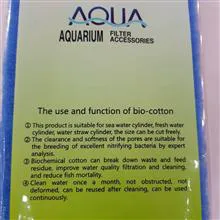 AQUA
AQUARIUM FILTER
ACCESSORIES
The use and function of bio-cotton
① This product is suitable for sea water cylinder, fresh water
cylinder, water straw cylinder, the size can be cut freely.
② The clearance and softness of the pores are suitable for
the breeding of excellent nitrifying bacteria by expert
analysis.
③ Biochemical cotton can break down waste and feed
residue, improve water quality filtration and cleaning,
and reduce fish mortality.
④ Clean water once a month, not obstructed, not
deformed, can be reused after cleaning, can be used
continuously.